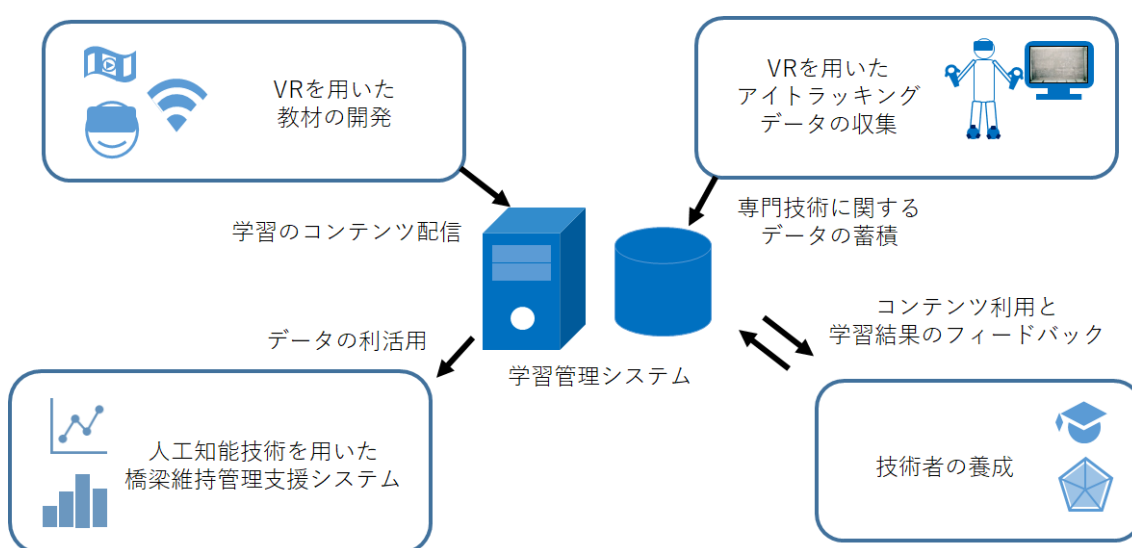 VRを用いた
教材の開発
VRを用いた
アイトラッキング
データの収集
学習のコンテンツ配信
専門技術に関する
データの蓄積
データの利活用
学習管理システム
コンテンツ利用と
学習結果のフィードバック
人工知能技術を用いた
橋梁維持管理支援システム
技術者の養成